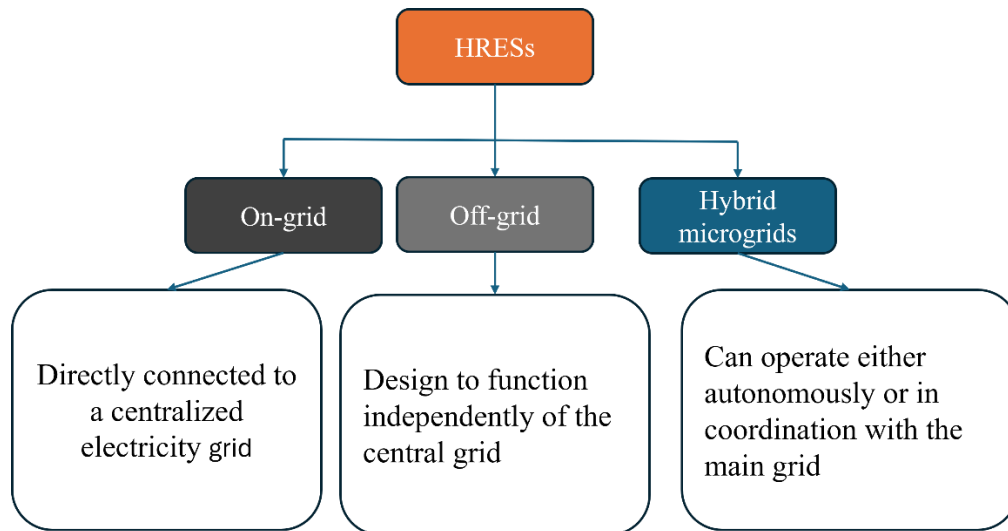 HRESs
On-grid
Off-grid
Hybrid
microgrids
Directly connected to
a centralized
electricity grid
Design to function
independently of the
central grid
Can operate either
autonomously or in
coordination with the
main grid